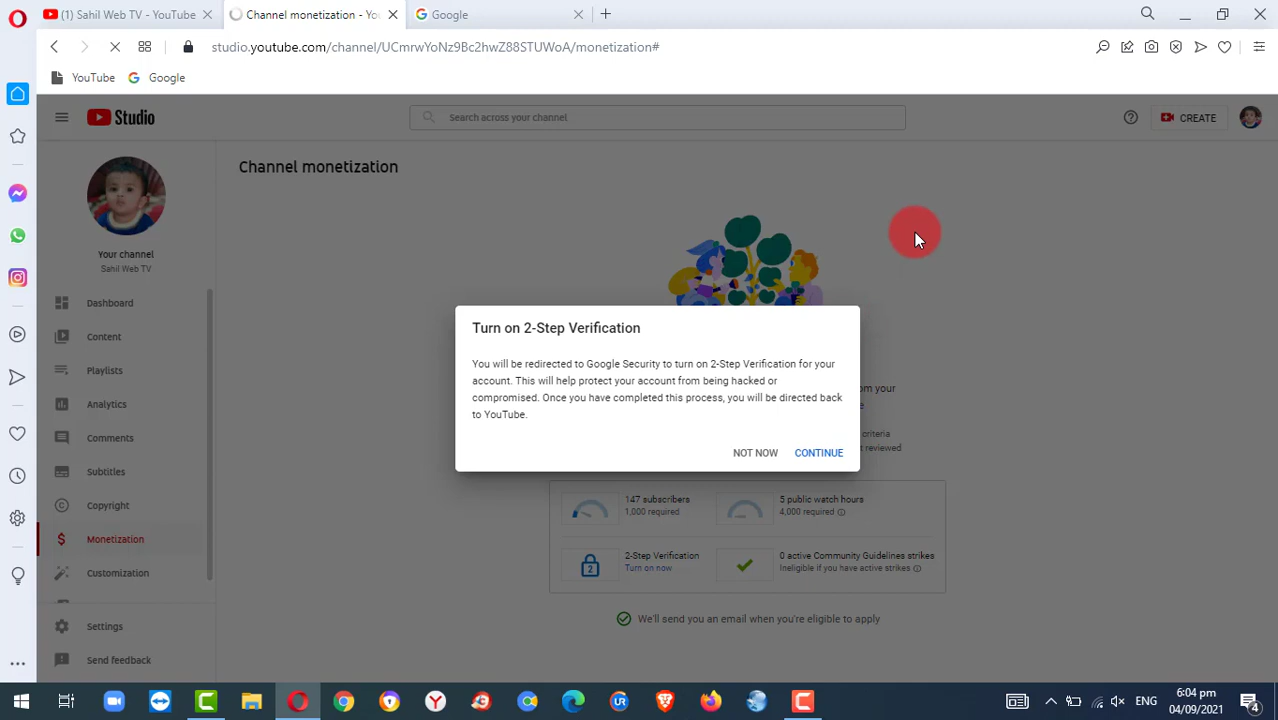 (1) Sahil Web TV - YouTube
Channel monetization - Yo
Google
studio.youtube.com/channel/UCmrwYoNz9Bc2hwZ88STUWoA/monetization#
YouTube
Google
Studio
Search across your channel
CREATE
Channel monetization
Your channel
Sahil Web TV
Dashboard
Content
Playlists
Analytics
Comments
Subtitles
Copyright
Monetization
Customization
Settings
Send feedback
Turn on 2-Step Verification
You will be redirected to Google Security to turn on 2-Step Verification for your
account. This will help protect your account from being hacked or
compromised. Once you have completed this process, you will be directed back
to YouTube.
NOT NOW
CONTINUE
om your
criteria
t reviewed
147 subscribers
1,000 required
5 public watch hours
4,000 required
2-Step Verification
Turn on now
0 active Community Guidelines strikes
Ineligible if you have active strikes
We'll send you an email when you're eligible to apply
ENG
6:04 pm
04/09/2021
4